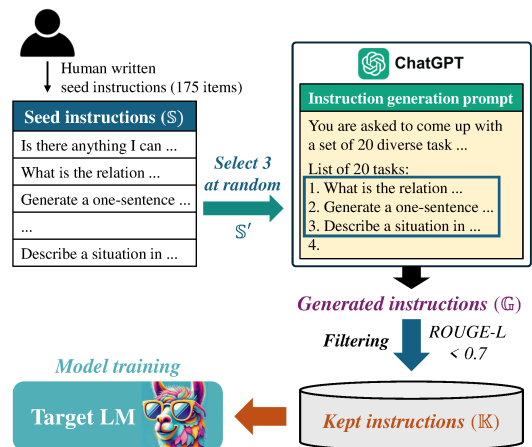 Human written
seed instructions (175 items)
Seed instructions (𝕊)
Is there anything I can ...
What is the relation ...
Generate a one-sentence ...
...
Describe a situation in ...
Select 3
at random
𝕊′
ChatGPT
Instruction generation prompt
You are asked to come up with
a set of 20 diverse task ...
List of 20 tasks:
1. What is the relation ...
2. Generate a one-sentence ...
3. Describe a situation in ...
4.
Generated instructions (𝔾)
Filtering
ROUGE-L
< 0.7
Kept instructions (𝕂)
Model training
Target LM